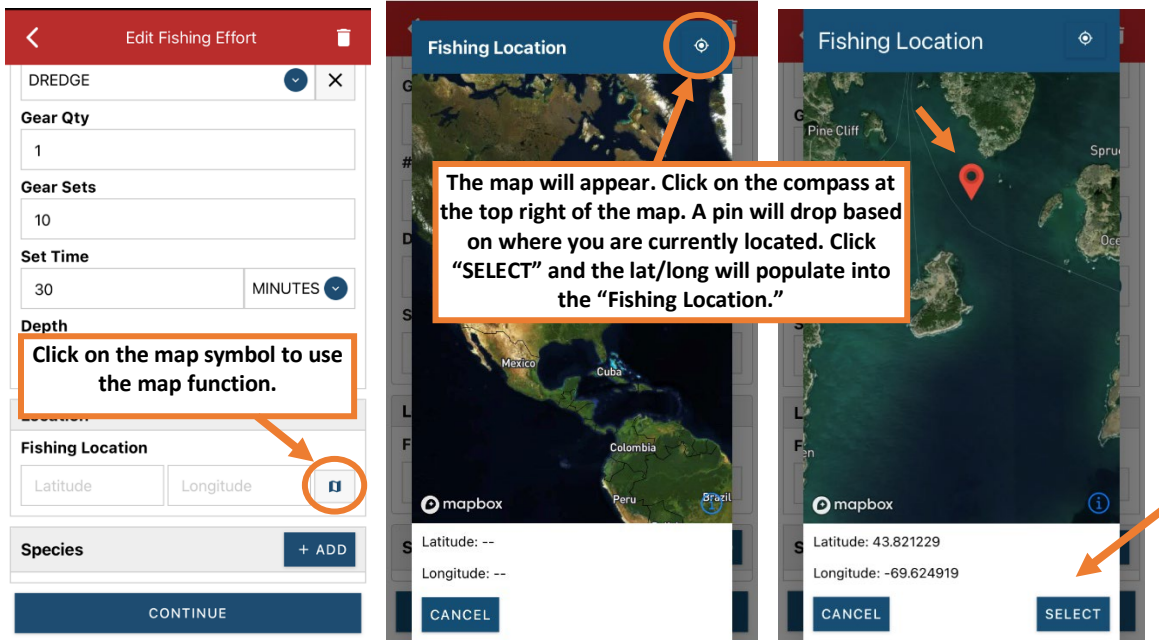 Edit Fishing Effort
DREDGE
Gear Qty
1
Gear Sets
10
Set Time
30
MINUTES
Depth
Click on the map symbol to use
the map function.
Location
Fishing Location
Latitude
Longitude
Species
+ ADD
CONTINUE
Fishing Location
The map will appear. Click on the compass at
the top right of the map. A pin will drop based
on where you are currently located. Click
“SELECT” and the lat/long will populate into
the “Fishing Location.”
Mexico
Cuba
Colombia
Peru
Brazil
mapbox
Latitude: --
Longitude: --
CANCEL
Fishing Location
Pine Cliff
Spru
Oce
en
mapbox
Latitude: 43.821229
Longitude: -69.624919
CANCEL
SELECT